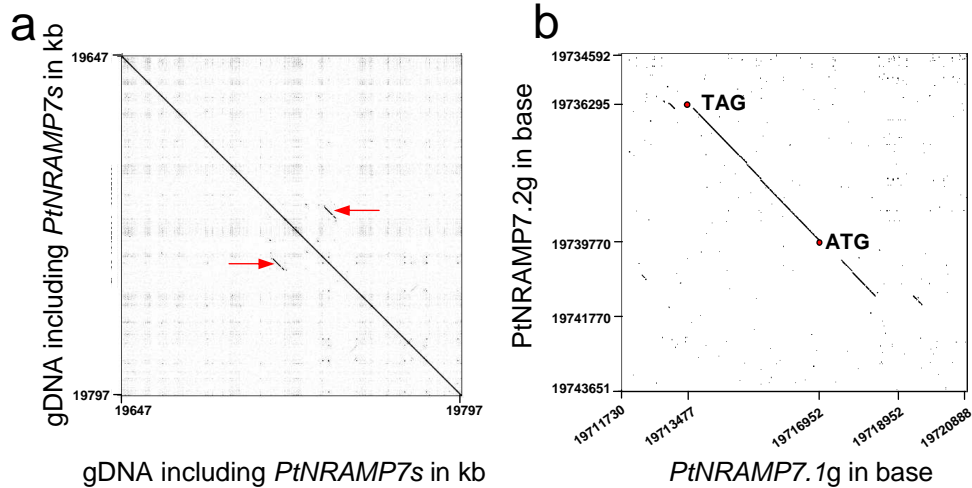 a
gDNA including PtNRAMP7s in kb
19647
19797
19647
19797
gDNA including PtNRAMP7s in kb
b
PtNRAMP7.2g in base
19734592
19736295
19739770
19741770
19743651
TAG
ATG
19711730
19713477
19716952
19718952
19720888
PtNRAMP7.1g in base